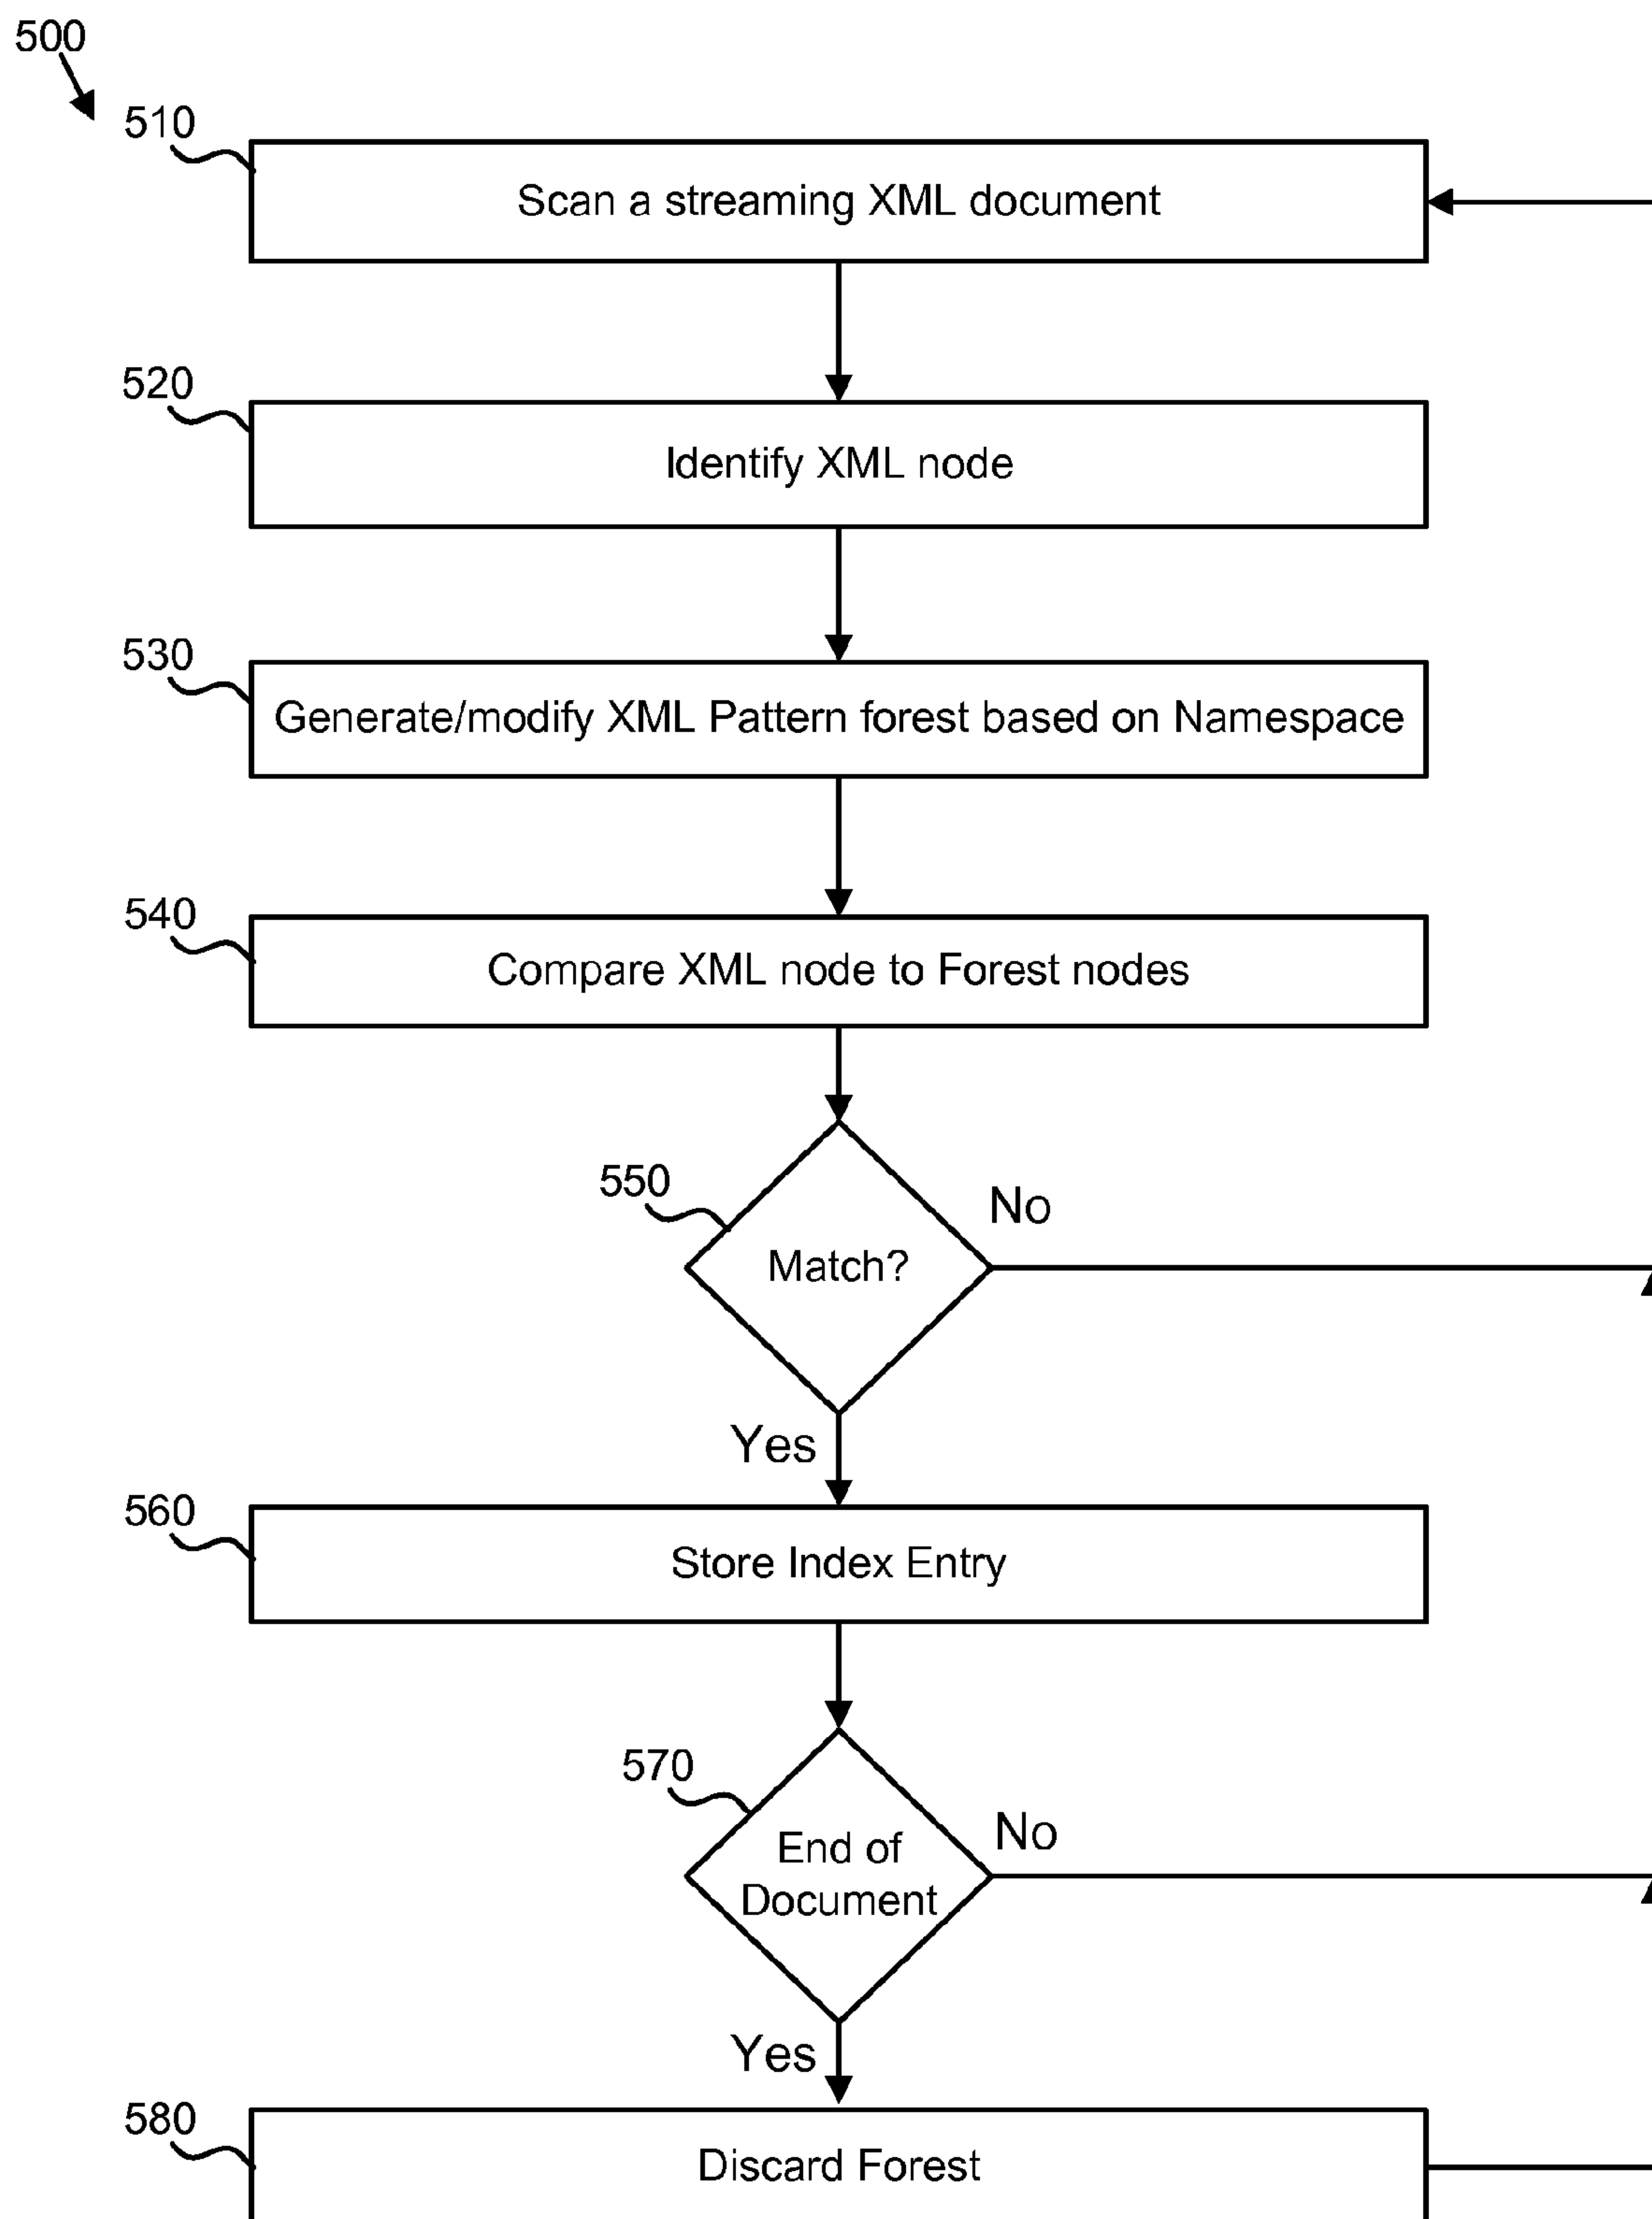 500
510
Scan a streaming XML document
520
Identify XML node
530
Generate/modify XML Pattern forest based on Namespace
540
Compare XML node to Forest nodes
550
No
Match?
Yes
560
Store Index Entry
570
No
End of
Document
Yes
580
Discard Forest